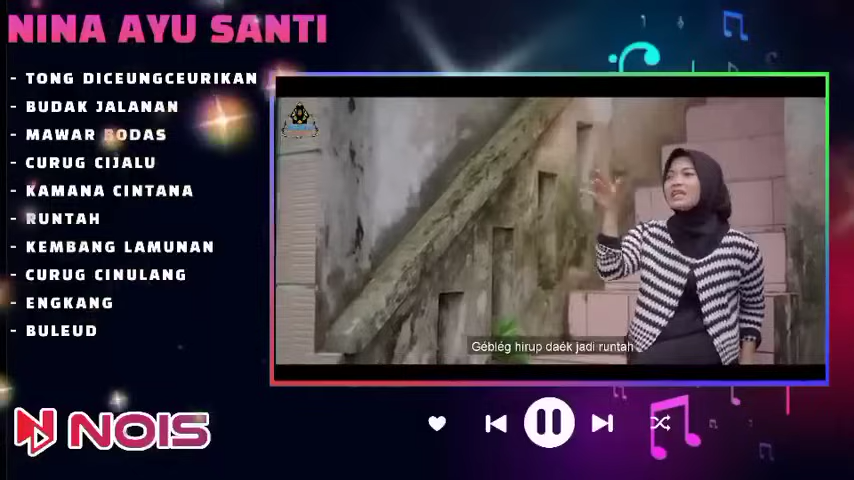 NINA AYU SANTI
- TONG DICEUNGCEURIKAN
- BUDAK JALANAN
- MAWAR BODAS
- CURUG CIJALU
- KAMANA CINTANA
- RUNTAH
- KEMBANG LAMUNAN
- CURUG CINULANG
- ENGKANG
- BULEUD
Géblég hirup daék jadi runtah
NOIS